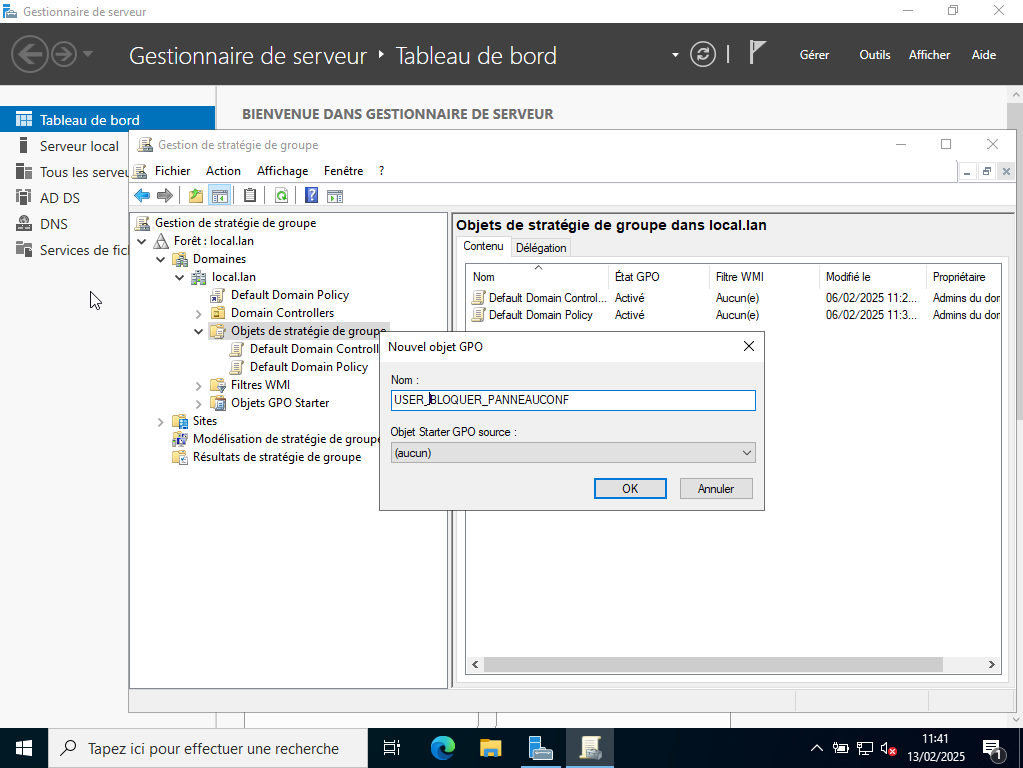 Gestionnaire de serveur
Gestionnaire de serveur ‣ Tableau de bord
Gérer Outils Afficher Aide
Tableau de bord
Serveur local
Tous les serveu
AD DS
DNS
Services de fich
BIENVENUE DANS GESTIONNAIRE DE SERVEUR
Gestion de stratégie de groupe
Fichier Action Affichage Fenêtre ?
Gestion de stratégie de groupe
Forêt : local.lan
Domaines
local.lan
Default Domain Policy
Domain Controllers
Objets de stratégie de groupe
Default Domain Controll
Default Domain Policy
Filtres WMI
Objets GPO Starter
Sites
Modélisation de stratégie de groupe
Résultats de stratégie de groupe
Objets de stratégie de groupe dans local.lan
Contenu Délégation
Nom État GPO Filtre WMI Modifié le Propriétaire
Default Domain Control... Activé Aucun(e) 06/02/2025 11:2... Admins du dor
Default Domain Policy Activé Aucun(e) 06/02/2025 11:3... Admins du dor
Nouvel objet GPO
Nom :
USER_BLOQUER_PANNEAUCONF
Objet Starter GPO source :
(aucun)
OK Annuler
Tapez ici pour effectuer une recherche
11:41
13/02/2025
1